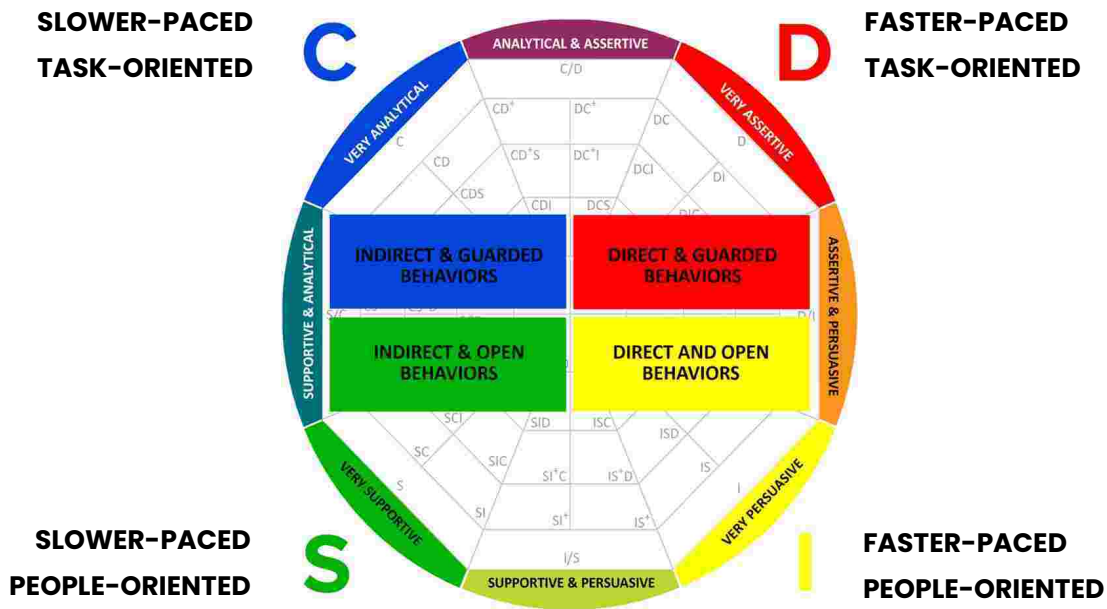 SLOWER-PACED
TASK-ORIENTED
C
D
FASTER-PACED
TASK-ORIENTED
ANALYTICAL & ASSERTIVE
VERY ANALYTICAL
VERY ASSERTIVE
C/D
CD⁺
DC⁺
DC
C
D
CD
CD⁺S
DC⁺I
DCI
DI
CDS
CDI
DCS
INDIRECT & GUARDED
BEHAVIORS
DIRECT & GUARDED
BEHAVIORS
SUPPORTIVE & ANALYTICAL
ASSERTIVE & PERSUASIVE
S/C
D/I
INDIRECT & OPEN
BEHAVIORS
DIRECT AND OPEN
BEHAVIORS
SCI
SID
ISC
ISD
SC
SIC
SI⁺C
IS⁺D
IS
S
I
SI
SI⁺
IS⁺
VERY SUPPORTIVE
VERY PERSUASIVE
I/S
SUPPORTIVE & PERSUASIVE
SLOWER-PACED
PEOPLE-ORIENTED
S
I
FASTER-PACED
PEOPLE-ORIENTED